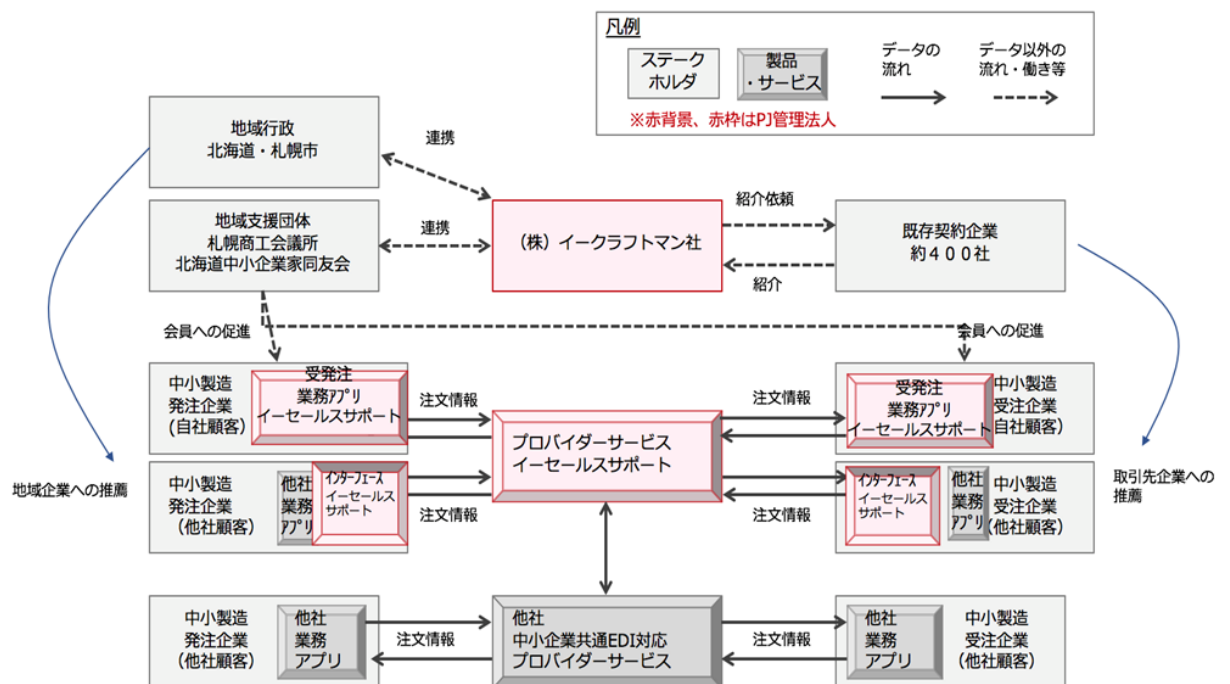 凡例
ステーク
ホルダ
製品
・サービス
データの
流れ
データ以外の
流れ・働き等
※赤背景、赤枠はPJ管理法人
地域行政
北海道・札幌市
連携
地域支援団体
札幌商工会議所
北海道中小企業家同友会
連携
（株）イークラフトマン社
紹介依頼
紹介
既存契約企業
約４００社
会員への促進
会員への促進
中小製造
発注企業
(自社顧客）
受発注
業務アプリ
イーセールスサポート
注文情報
プロバイダーサービス
イーセールスサポート
注文情報
受発注
業務アプリ
イーセールスサポート
中小製造
受注企業
(自社顧客）
地域企業への推薦
中小製造
発注企業
（他社顧客）
他社
業務
アプリ
インターフェース
イーセールス
サポート
注文情報
注文情報
インターフェース
イーセールス
サポート
他社
業務
アプリ
中小製造
受注企業
(他社顧客）
取引先企業への
推薦
中小製造
発注企業
(他社顧客）
他社
業務
アプリ
注文情報
他社
中小企業共通EDI対応
プロバイダーサービス
注文情報
他社
業務
アプリ
中小製造
受注企業
(他社顧客）